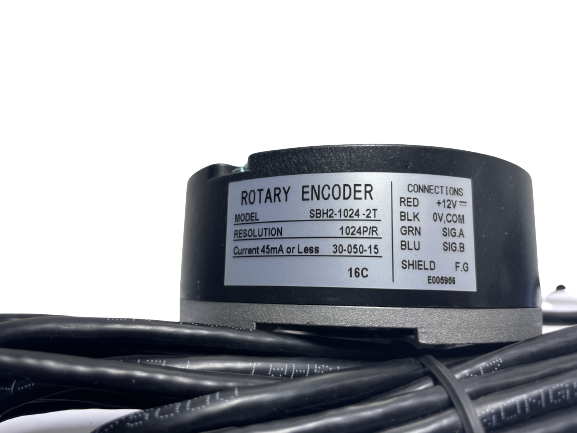 ROTARY ENCODER
MODEL SBH2-1024-2T
RESOLUTION 1024P/R
Current 45mA or Less 30-050-15
16C
CONNECTIONS
RED +12V ⎓
BLK 0V,COM
GRN SIG.A
BLU SIG.B
SHIELD F.G
E005956